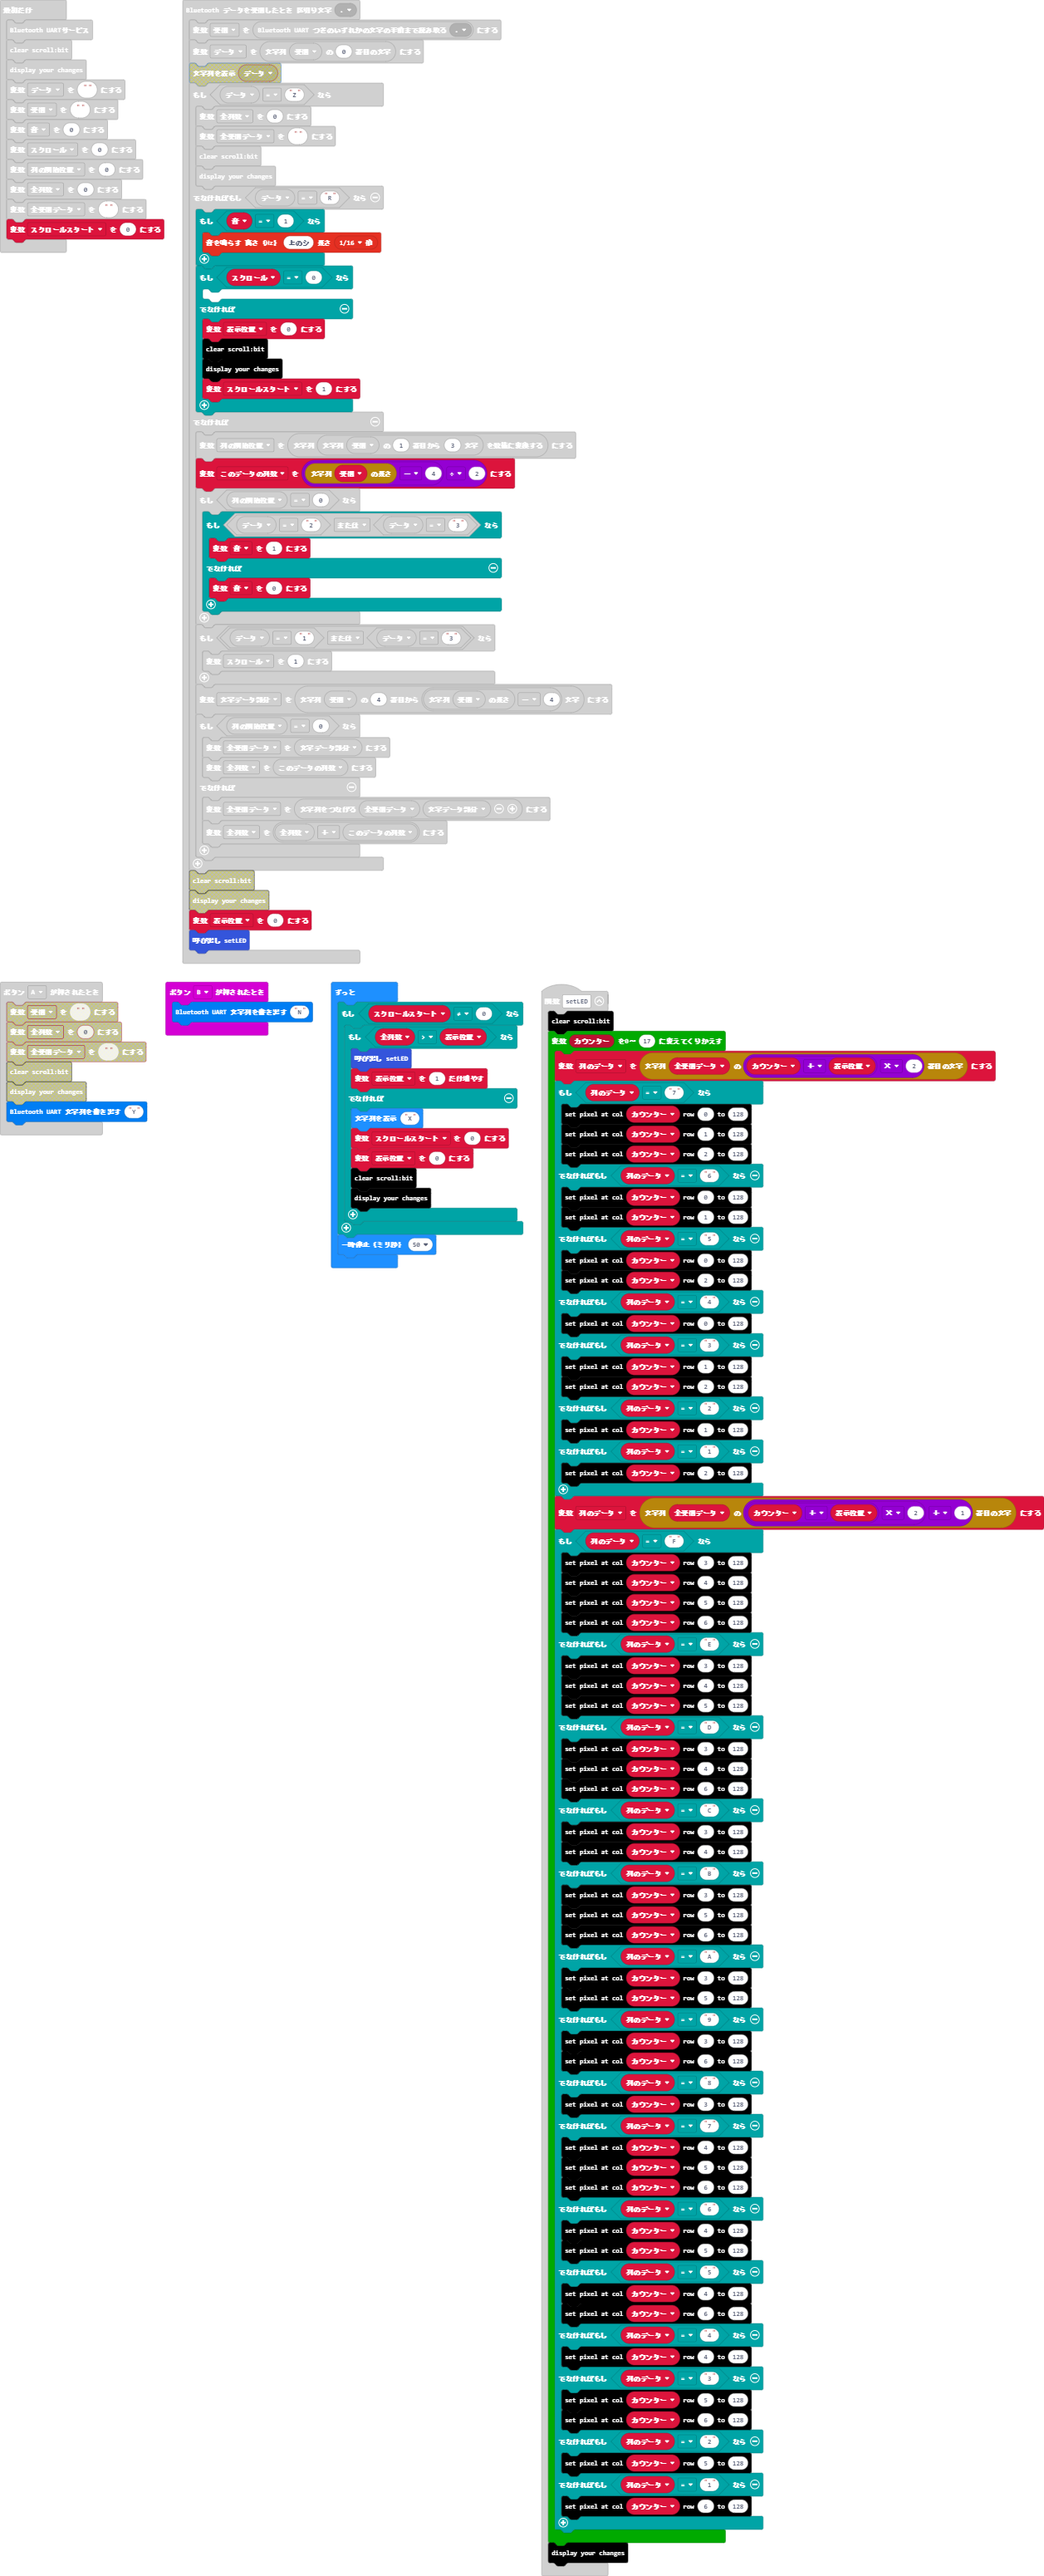 最初だけ
Bluetooth UARTサービス
clear scroll:bit
display your changes
変数 データ を " " にする
変数 受信 を " " にする
変数 音 を 0 にする
変数 スクロール を 0 にする
変数 列の開始位置 を 0 にする
変数 全列数 を 0 にする
変数 全受信データ を " " にする
変数 スクロールスタート を 0 にする
Bluetooth データを受信したとき 区切り文字 .
変数 受信 を Bluetooth UART つぎのいずれかの文字の手前まで読み取る . にする
変数 データ を 文字列 受信 の 0 番目の文字 にする
文字列を表示 データ
もし データ = "Z" なら
変数 全列数 を 0 にする
変数 全受信データ を " " にする
clear scroll:bit
display your changes
でなければもし データ = "R" なら
もし 音 = 1 なら
音を鳴らす 高さ (Hz) 上のシ 長さ 1/16 拍
もし スクロール = 0 なら
でなければ
変数 表示位置 を 0 にする
clear scroll:bit
display your changes
変数 スクロールスタート を 1 にする
でなければ
変数 列の開始位置 を 文字列 文字列 受信 の 1 番目から 3 文字 を数値に変換する にする
変数 このデータの列数 を 文字列 受信 の長さ - 4 ÷ 2 にする
もし 列の開始位置 = 0 なら
もし データ = "2" または データ = "3" なら
変数 音 を 1 にする
でなければ
変数 音 を 0 にする
もし データ = "1" または データ = "3" なら
変数 スクロール を 1 にする
変数 文字データ部分 を 文字列 受信 の 4 番目から 文字列 受信 の長さ - 4 文字 にする
もし 列の開始位置 = 0 なら
変数 全受信データ を 文字データ部分 にする
変数 全列数 を このデータの列数 にする
でなければ
変数 全受信データ を 文字列をつなげる 全受信データ 文字データ部分 にする
変数 全列数 を 全列数 + このデータの列数 にする
clear scroll:bit
display your changes
変数 表示位置 を 0 にする
呼び出し setLED
ボタン A が押されたとき
変数 受信 を " " にする
変数 全列数 を 0 にする
変数 全受信データ を " " にする
clear scroll:bit
display your changes
Bluetooth UART 文字列を書き出す "Y"
ボタン B が押されたとき
Bluetooth UART 文字列を書き出す "N"
ずっと
もし スクロールスタート ≠ 0 なら
もし 全列数 > 表示位置 なら
呼び出し setLED
変数 表示位置 を 1 だけ増やす
でなければ
文字列を表示 "X"
変数 スクロールスタート を 0 にする
変数 表示位置 を 0 にする
clear scroll:bit
display your changes
一時停止 (ミリ秒) 50
関数 setLED
clear scroll:bit
変数 カウンター を0〜 17 に変えてくりかえす
変数 列のデータ を 文字列 全受信データ の カウンター + 表示位置 × 2 番目の文字 にする
もし 列のデータ = "7" なら
set pixel at col カウンター row 0 to 128
set pixel at col カウンター row 1 to 128
set pixel at col カウンター row 2 to 128
でなければもし 列のデータ = "6" なら
set pixel at col カウンター row 0 to 128
set pixel at col カウンター row 1 to 128
でなければもし 列のデータ = "5" なら
set pixel at col カウンター row 0 to 128
set pixel at col カウンター row 2 to 128
でなければもし 列のデータ = "4" なら
set pixel at col カウンター row 0 to 128
でなければもし 列のデータ = "3" なら
set pixel at col カウンター row 1 to 128
set pixel at col カウンター row 2 to 128
でなければもし 列のデータ = "2" なら
set pixel at col カウンター row 1 to 128
でなければもし 列のデータ = "1" なら
set pixel at col カウンター row 2 to 128
変数 列のデータ を 文字列 全受信データ の カウンター + 表示位置 × 2 + 1 番目の文字 にする
もし 列のデータ = "F" なら
set pixel at col カウンター row 3 to 128
set pixel at col カウンター row 4 to 128
set pixel at col カウンター row 5 to 128
set pixel at col カウンター row 6 to 128
でなければもし 列のデータ = "E" なら
set pixel at col カウンター row 3 to 128
set pixel at col カウンター row 4 to 128
set pixel at col カウンター row 5 to 128
でなければもし 列のデータ = "D" なら
set pixel at col カウンター row 3 to 128
set pixel at col カウンター row 4 to 128
set pixel at col カウンター row 6 to 128
でなければもし 列のデータ = "C" なら
set pixel at col カウンター row 3 to 128
set pixel at col カウンター row 4 to 128
でなければもし 列のデータ = "B" なら
set pixel at col カウンター row 3 to 128
set pixel at col カウンター row 5 to 128
set pixel at col カウンター row 6 to 128
でなければもし 列のデータ = "A" なら
set pixel at col カウンター row 3 to 128
set pixel at col カウンター row 5 to 128
でなければもし 列のデータ = "9" なら
set pixel at col カウンター row 3 to 128
set pixel at col カウンター row 6 to 128
でなければもし 列のデータ = "8" なら
set pixel at col カウンター row 3 to 128
でなければもし 列のデータ = "7" なら
set pixel at col カウンター row 4 to 128
set pixel at col カウンター row 5 to 128
set pixel at col カウンター row 6 to 128
でなければもし 列のデータ = "6" なら
set pixel at col カウンター row 4 to 128
set pixel at col カウンター row 5 to 128
でなければもし 列のデータ = "5" なら
set pixel at col カウンター row 4 to 128
set pixel at col カウンター row 6 to 128
でなければもし 列のデータ = "4" なら
set pixel at col カウンター row 4 to 128
でなければもし 列のデータ = "3" なら
set pixel at col カウンター row 5 to 128
set pixel at col カウンター row 6 to 128
でなければもし 列のデータ = "2" なら
set pixel at col カウンター row 5 to 128
でなければもし 列のデータ = "1" なら
set pixel at col カウンター row 6 to 128
display your changes